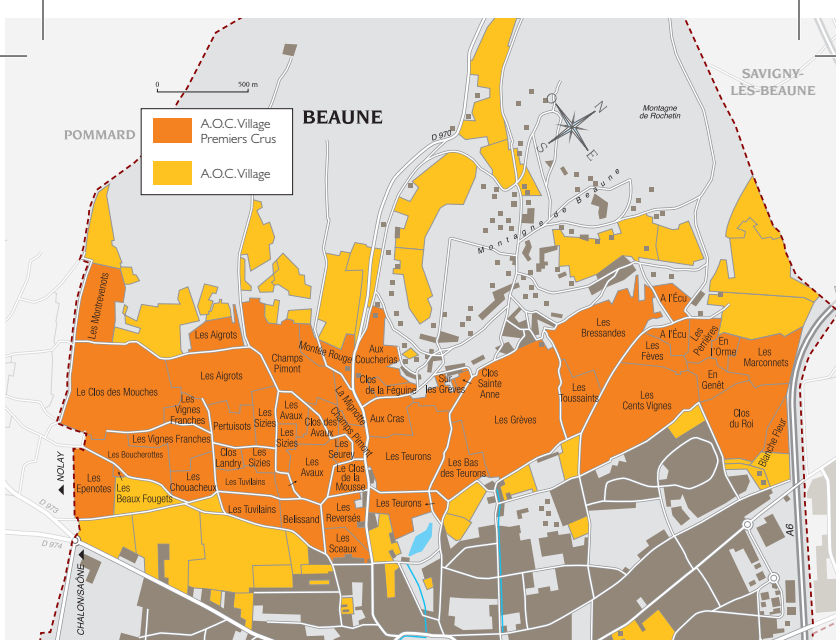 BEAUNE
POMMARD
SAVIGNY-
LÈS-BEAUNE
0
500 m
A.O.C. Village
Premiers Crus
A.O.C. Village
D 970
Montagne
de Rochetin
O
N
S
E
Montagne de Beaune
Les Montrevenots
Les Aigrots
Champs
Pimont
Montée Rouge
Aux
Coucherias
Clos
de la Féguine
Sur
les Grèves
Clos
Sainte
Anne
Les
Bressandes
A l'Écu
A l'Écu
Les
Fèves
Les
Perrières
En
l'Orme
Les
Marconnets
En
Genêt
Clos
du Roi
Blanche Fleur
Les
Cents Vignes
Les
Toussaints
Les Grèves
Les Bas
des Teurons
Les Teurons
Aux Cras
La Mignotte
Champs Pimont
Le Clos des Mouches
Les Aigrots
Les
Vignes
Franches
Pertuisots
Les
Sizies
Les
Avaux
Les
Sizies
Clos des
Avaux
Les
Seurey
Les Vignes Franches
Les Boucherottes
Clos
Landry
Les
Sizies
Les
Avaux
Le Clos
de la
Mousse
Les
Epenotes
Les
Beaux Fougets
Les
Chouacheux
Les Tuvilains
Les Tuvilains
Belissand
Les
Reversés
Les Teurons
Les
Sceaux
NOLAY
D 973
D 974
CHALON/SAÔNE
A6